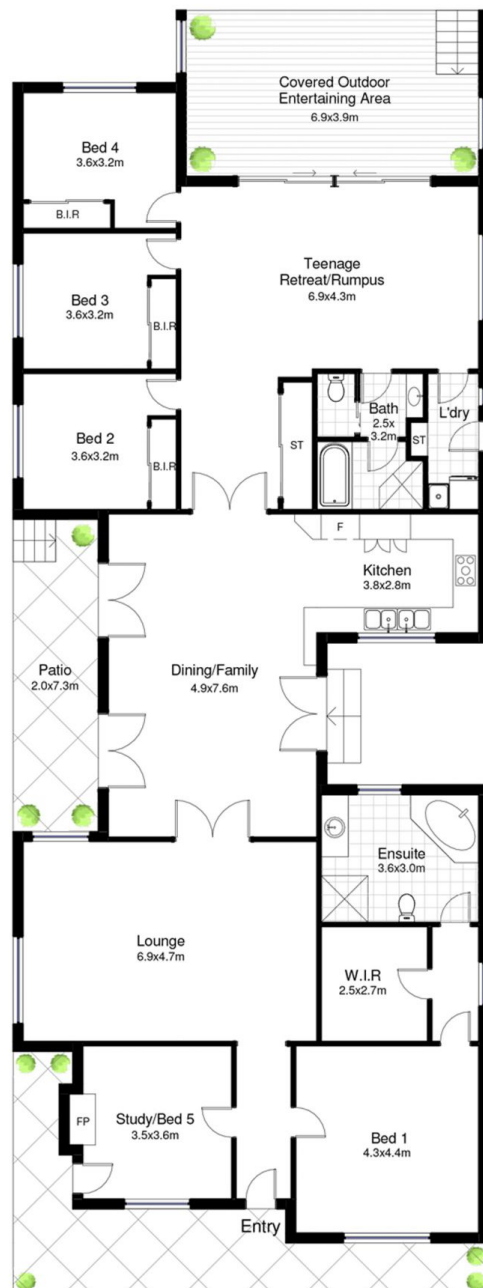 Covered Outdoor
Entertaining Area
6.9x3.9m
Bed 4
3.6x3.2m
B.I.R
Teenage
Retreat/Rumpus
6.9x4.3m
Bed 3
3.6x3.2m
B.I.R
Bed 2
3.6x3.2m
B.I.R
ST
Bath
2.5x
3.2m
ST
L'dry
F
Kitchen
3.8x2.8m
Patio
2.0x7.3m
Dining/Family
4.9x7.6m
Ensuite
3.6x3.0m
Lounge
6.9x4.7m
W.I.R
2.5x2.7m
FP
Study/Bed 5
3.5x3.6m
Bed 1
4.3x4.4m
Entry